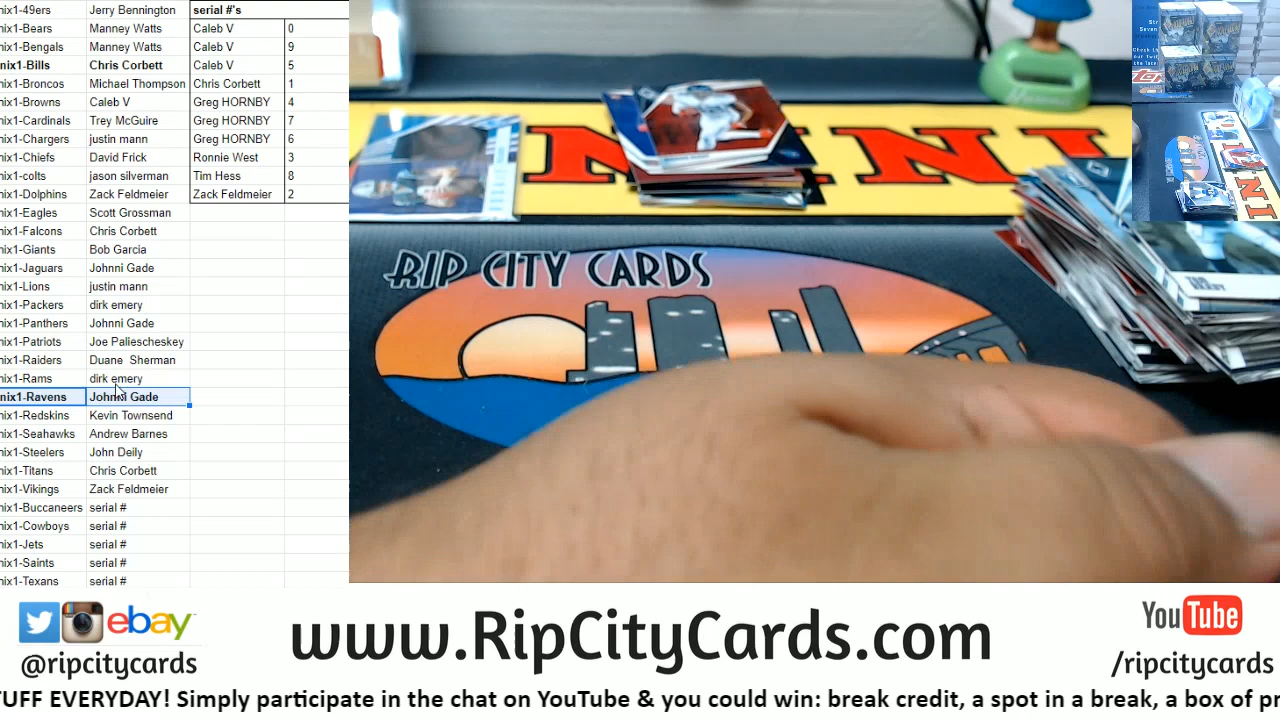 nix1-49ers Jerry Bennington serial #'s
nix1-Bears Manney Watts Caleb V 0
nix1-Bengals Manney Watts Caleb V 9
nix1-Bills Chris Corbett Caleb V 5
nix1-Broncos Michael Thompson Chris Corbett 1
nix1-Browns Caleb V Greg HORNBY 4
nix1-Cardinals Trey McGuire Greg HORNBY 7
nix1-Chargers justin mann Greg HORNBY 6
nix1-Chiefs David Frick Ronnie West 3
nix1-colts jason silverman Tim Hess 8
nix1-Dolphins Zack Feldmeier Zack Feldmeier 2
nix1-Eagles Scott Grossman
nix1-Falcons Chris Corbett
nix1-Giants Bob Garcia
nix1-Jaguars Johnni Gade
nix1-Lions justin mann
nix1-Packers dirk emery
nix1-Panthers Johnni Gade
nix1-Patriots Joe Paliescheskey
nix1-Raiders Duane Sherman
nix1-Rams dirk emery
nix1-Ravens Johnni Gade
nix1-Redskins Kevin Townsend
nix1-Seahawks Andrew Barnes
nix1-Steelers John Deily
nix1-Titans Chris Corbett
nix1-Vikings Zack Feldmeier
nix1-Buccaneers serial #
nix1-Cowboys serial #
nix1-Jets serial #
nix1-Saints serial #
nix1-Texans serial #
RIP CITY CARDS
ebay
@ripcitycards
www.RipCityCards.com
YouTube
/ripcitycards
TUFF EVERYDAY! Simply participate in the chat on YouTube & you could win: break credit, a spot in a break, a box of pr